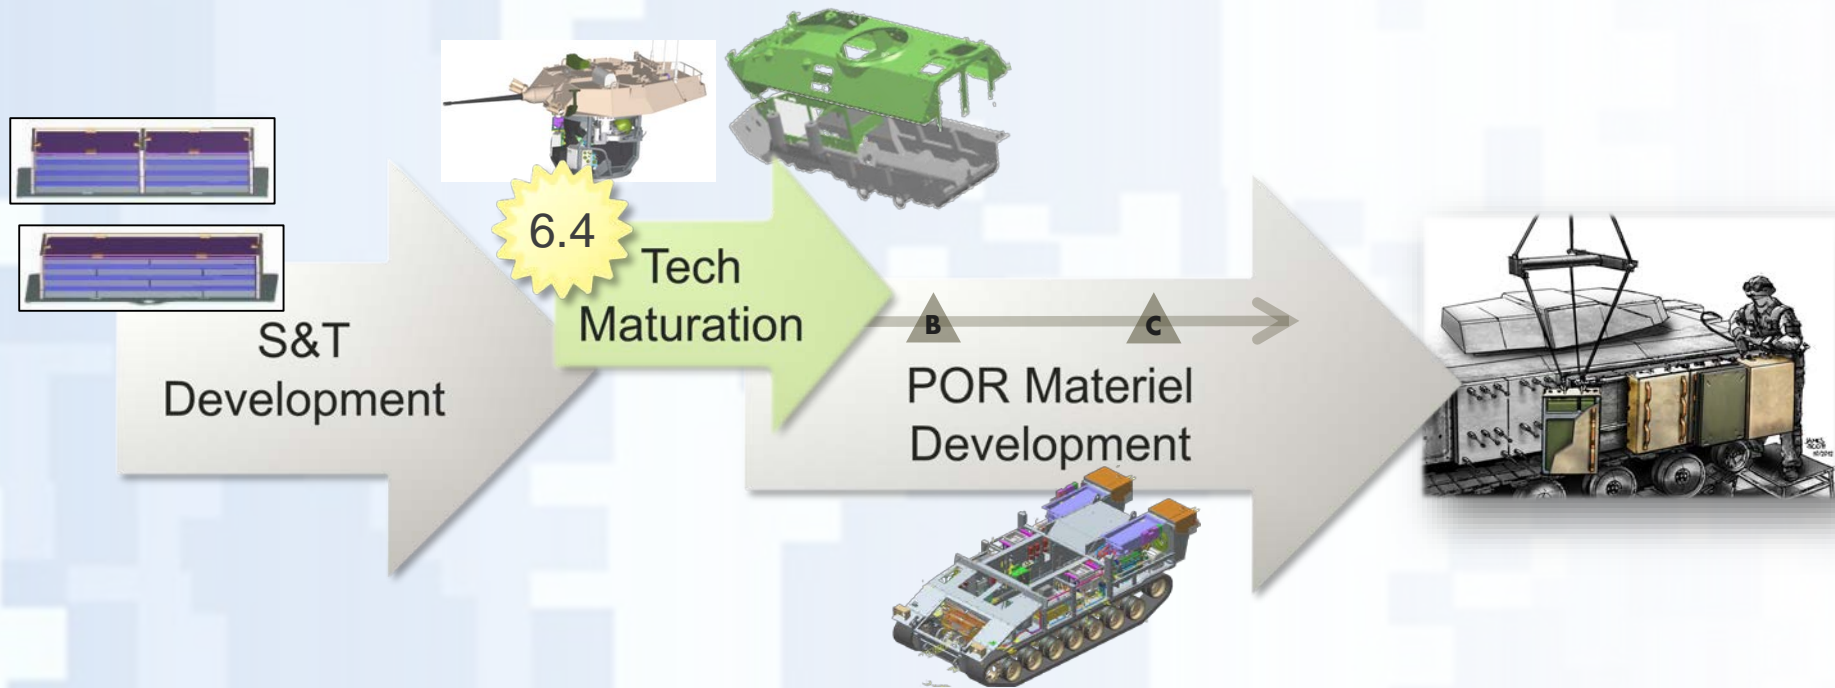 S&T
Development
6.4
Tech
Maturation
B
C
POR Materiel
Development